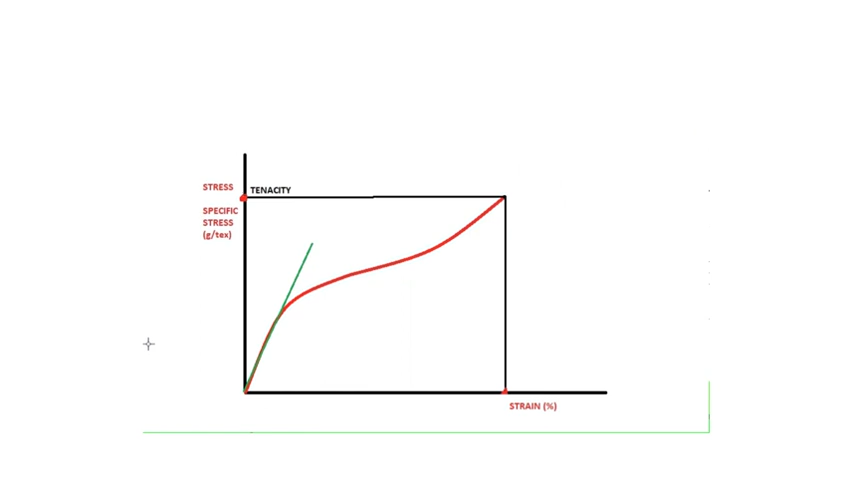 STRESS
TENACITY
SPECIFIC
STRESS
(g/tex)
STRAIN (%)